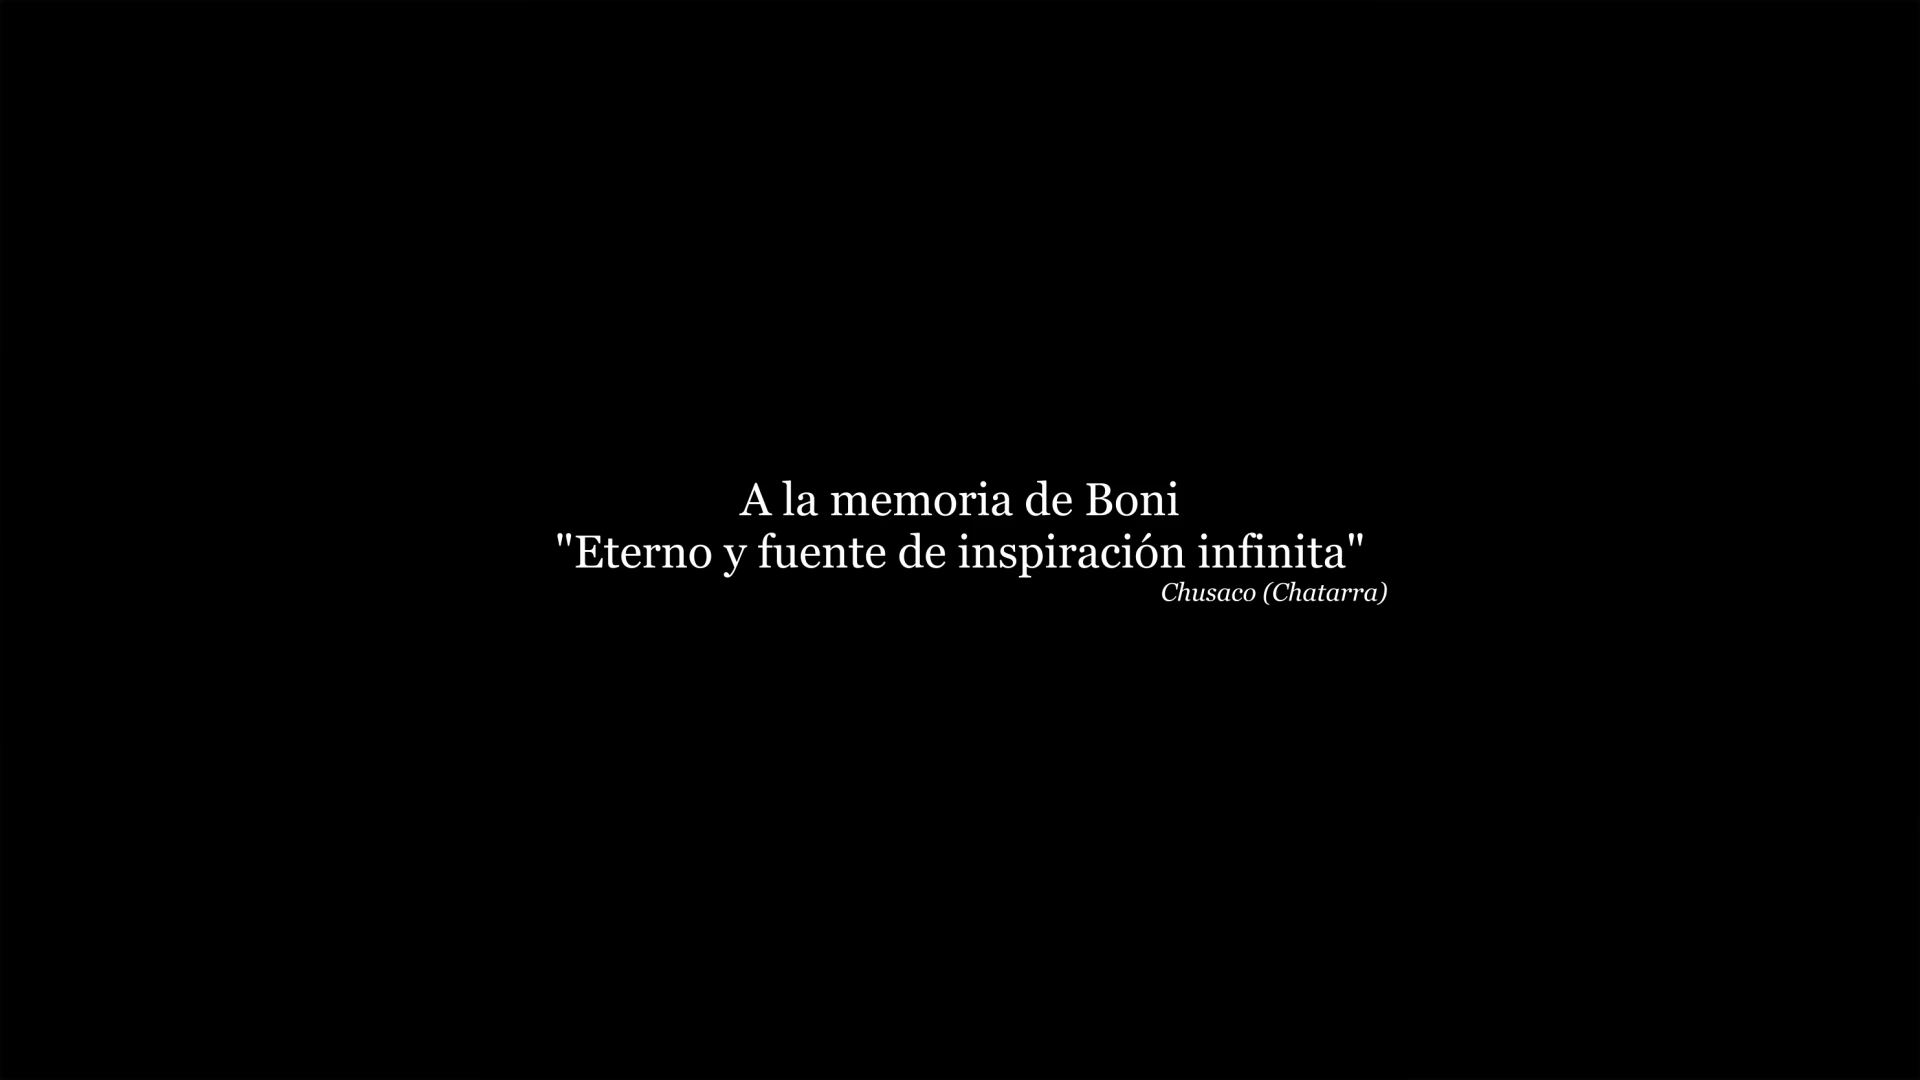 A la memoria de Boni
"Eterno y fuente de inspiración infinita"
Chusaco (Chatarra)